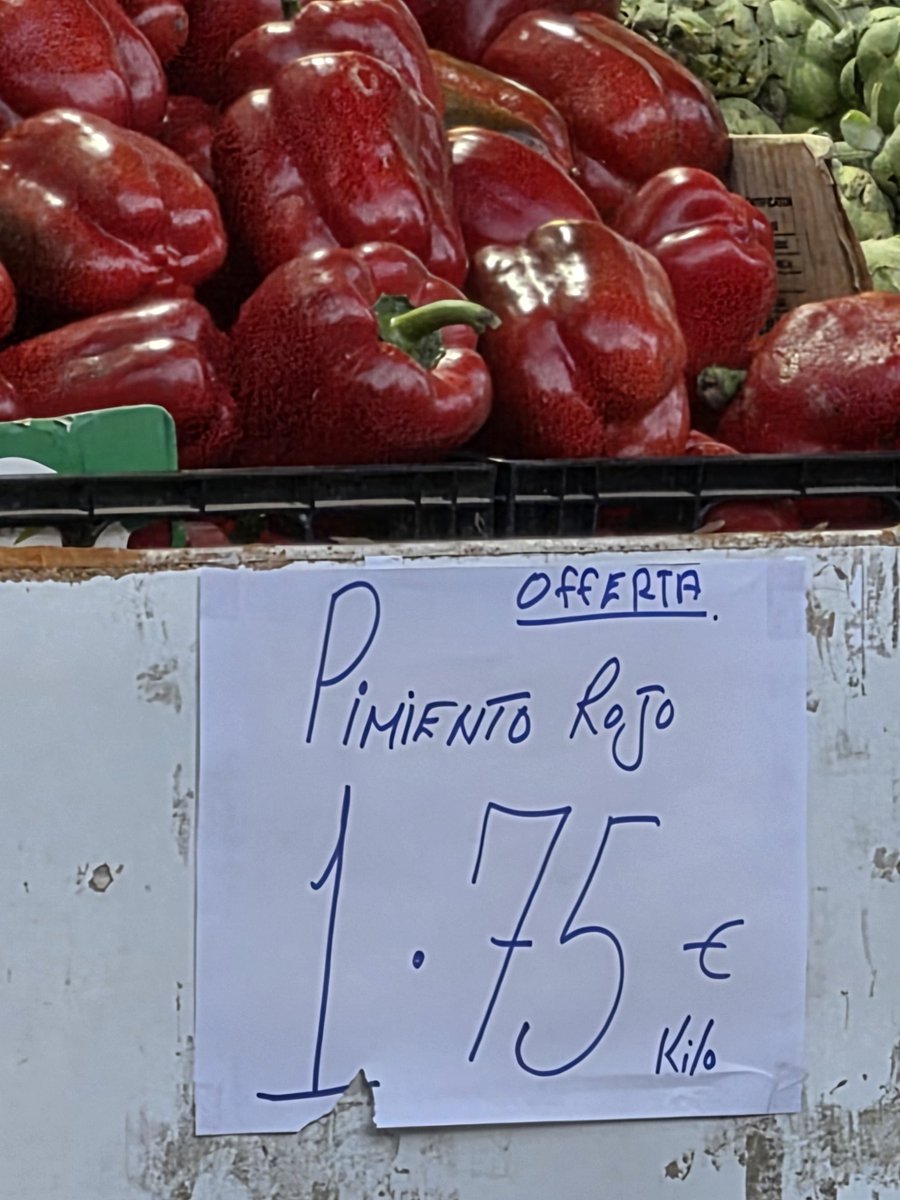 OFFERTA.
PIMIENTO ROJO
1.75 €
Kilo